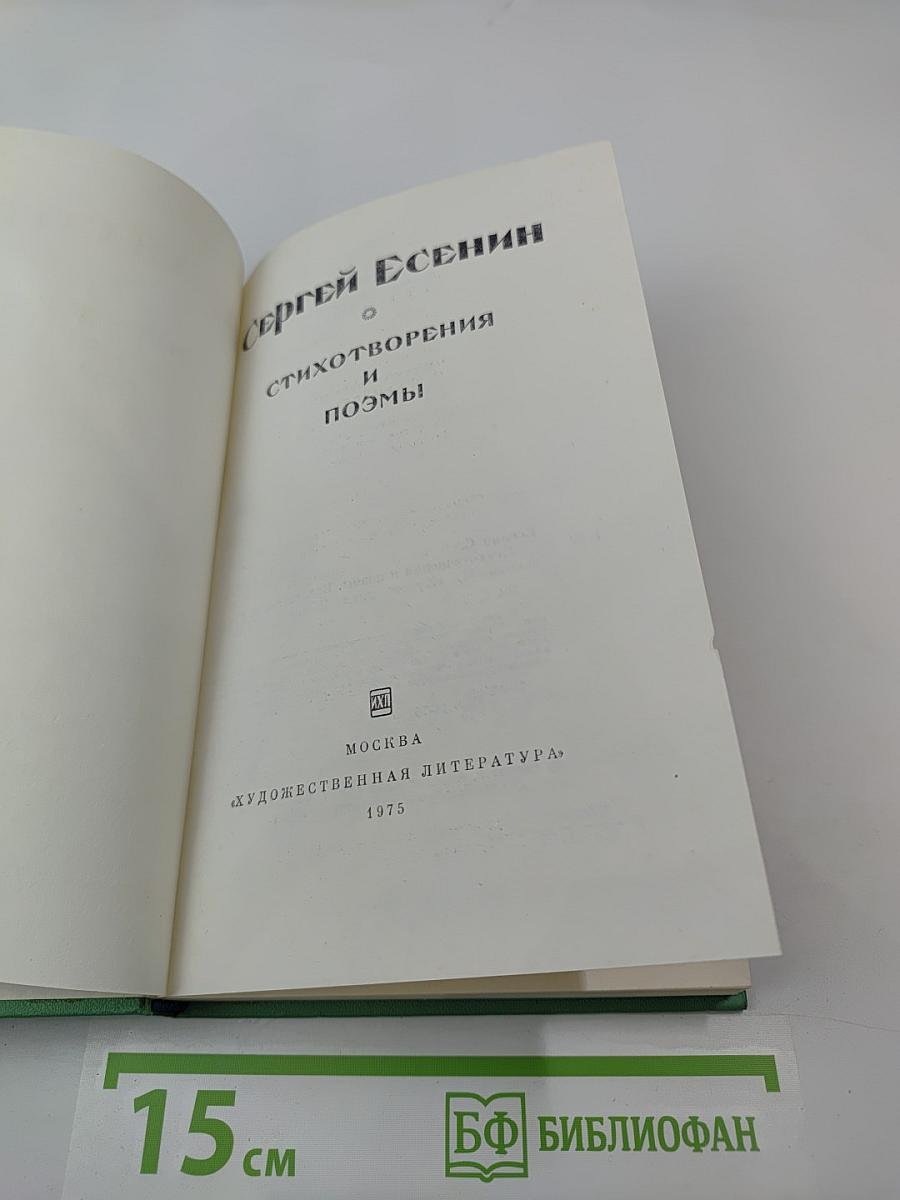 Сергей Есенин
стихотворения
и
поэмы
ИХЛ
МОСКВА
«ХУДОЖЕСТВЕННАЯ ЛИТЕРАТУРА»
1975
15 см
БФ БИБЛИОФАН